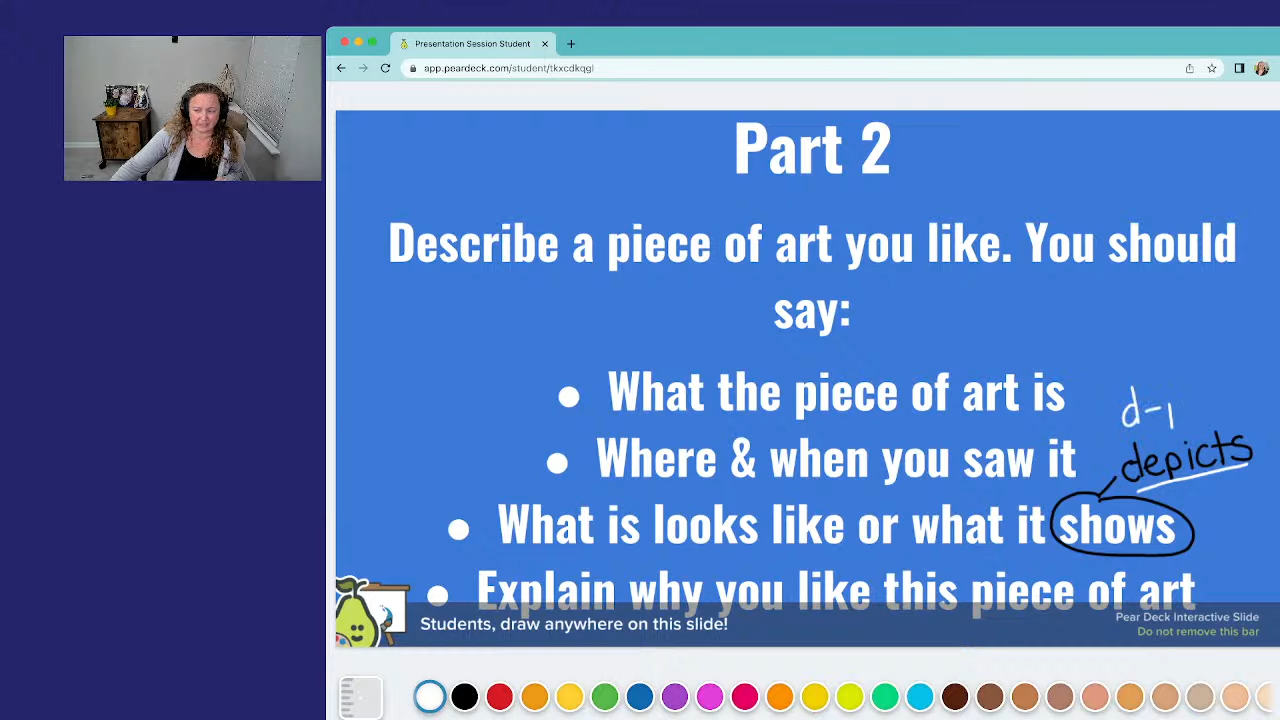 Presentation Session Student
app.peardeck.com/student/tkxcdkqgl
Part 2
Describe a piece of art you like. You should
say:
● What the piece of art is
d-1
● Where & when you saw it
depicts
● What is looks like or what it shows
● Explain why you like this piece of art
Students, draw anywhere on this slide!
Pear Deck Interactive Slide
Do not remove this bar